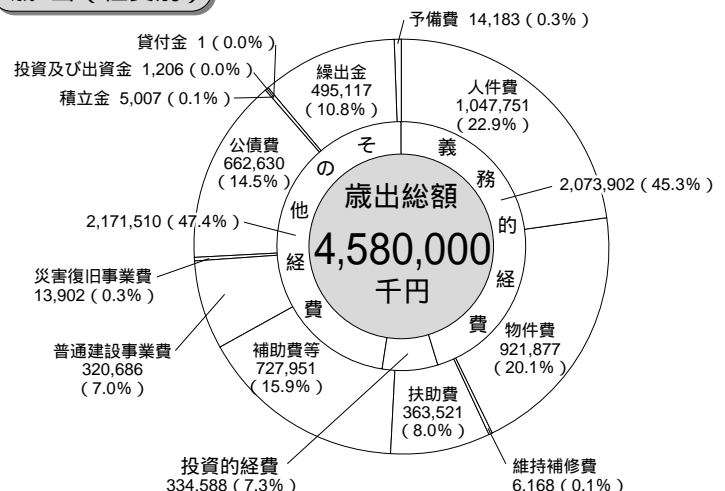 予備費 14,183(0.3%)
貸付金 1(0.0%)
投資及び出資金 1,206(0.0%)
積立金 5,007(0.1%)
繰出金
495,117
(10.8%)
人件費
1,047,751
(22.9%)
公債費
662,630
(14.5%)
その他経費
義務的経費
歳出総額
4,580,000
千円
2,073,902(45.3%)
2,171,510(47.4%)
災害復旧事業費
13,902(0.3%)
普通建設事業費
320,686
(7.0%)
補助費等
727,951
(15.9%)
扶助費
363,521
(8.0%)
物件費
921,877
(20.1%)
投資的経費
334,588(7.3%)
維持補修費
6,168(0.1%)